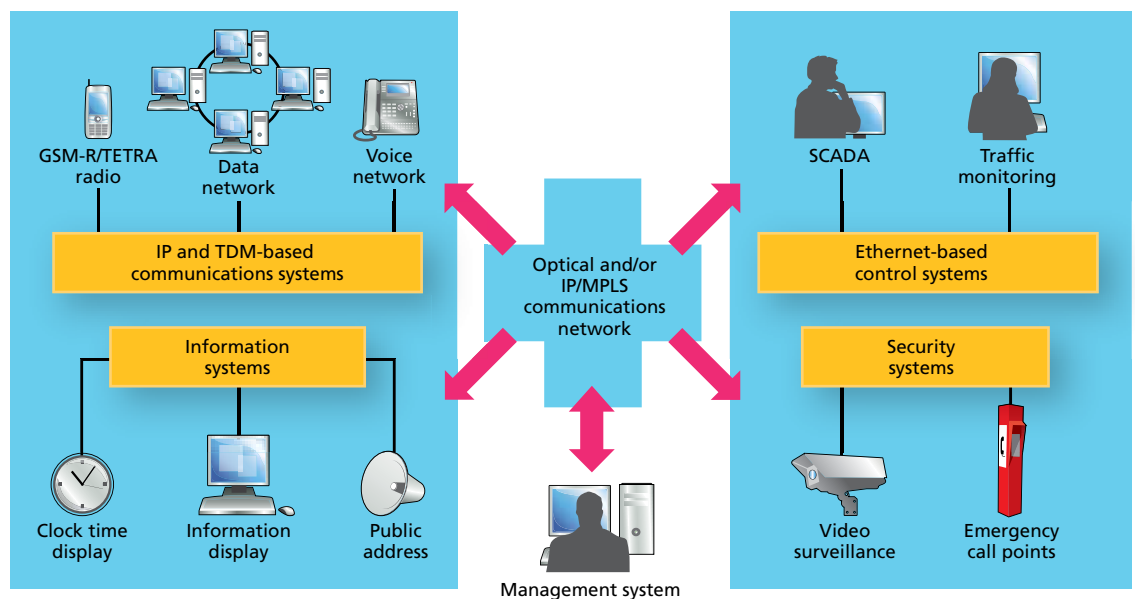 GSM-R/TETRA
radio
Data
network
Voice
network
IP and TDM-based
communications systems
Information
systems
Clock time
display
Information
display
Public
address
Optical and/or
IP/MPLS
communications
network
Management system
SCADA
Traffic
monitoring
Ethernet-based
control systems
Security
systems
Video
surveillance
Emergency
call points